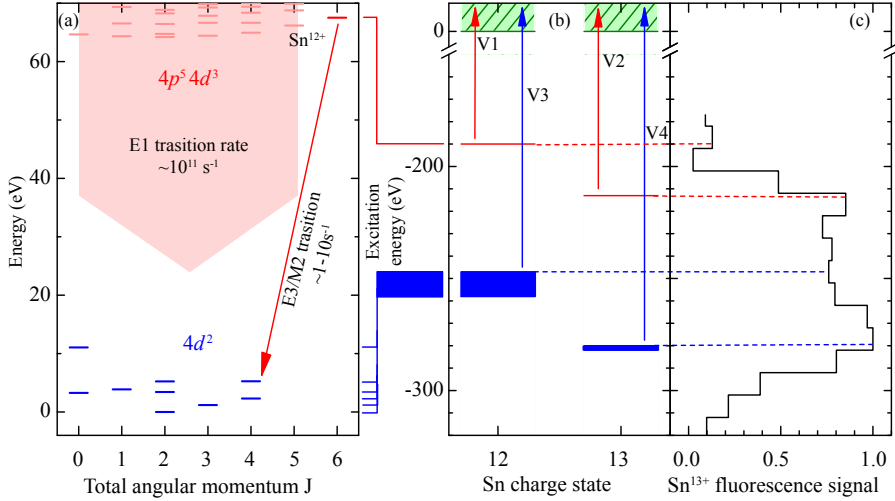 (a)
Sn12+
4p5 4d3
E1 trasition rate
~10^11 s-1
E3/M2 trasition
~1-10s-1
4d2
Energy (eV)
0
20
40
60
0
1
2
3
4
5
6
Total angular momentum J
Excitation
energy (eV)
(b)
V1
V2
V3
V4
0
-200
-300
12
13
Sn charge state
(c)
0.0
0.5
1.0
Sn13+ fluorescence signal